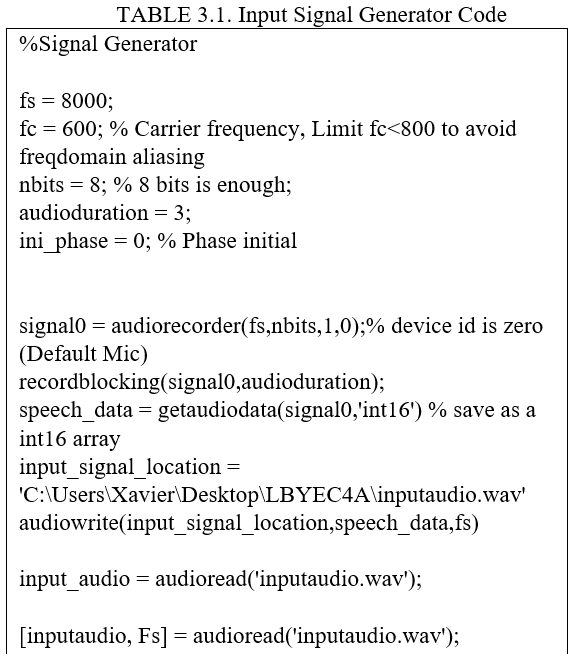 TABLE 3.1. Input Signal Generator Code
%Signal Generator
fs = 8000;
fc = 600; % Carrier frequency, Limit fc<800 to avoid
freqdomain aliasing
nbits = 8; % 8 bits is enough;
audioduration = 3;
ini_phase = 0; % Phase initial
signal0 = audiorecorder(fs,nbits,1,0);% device id is zero
(Default Mic)
recordblocking(signal0,audioduration);
speech_data = getaudiodata(signal0,'int16') % save as a
int16 array
input_signal_location =
'C:\Users\Xavier\Desktop\LBYEC4A\inputaudio.wav'
audiowrite(input_signal_location,speech_data,fs)
input_audio = audioread('inputaudio.wav');
[inputaudio, Fs] = audioread('inputaudio.wav');